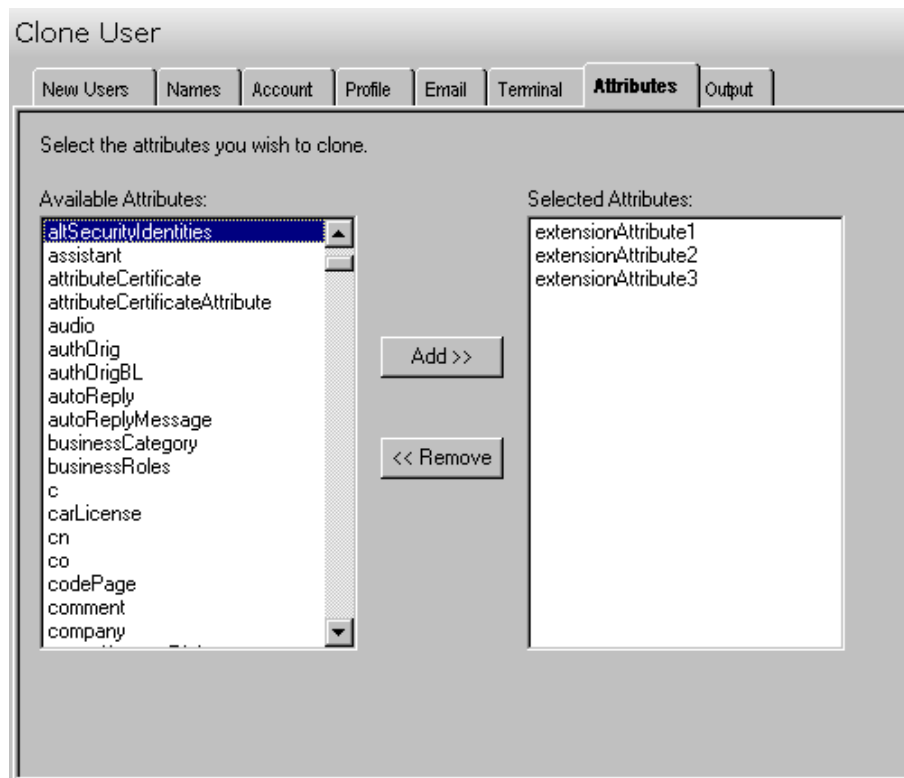 Clone User
New Users Names Account Profile Email Terminal Attributes Output
Select the attributes you wish to clone.
Available Attributes:
altSecurityIdentities
assistant
attributeCertificate
attributeCertificateAttribute
audio
authOrig
authOrigBL
autoReply
autoReplyMessage
businessCategory
businessRoles
c
carLicense
cn
co
codePage
comment
company
Add >>
<< Remove
Selected Attributes:
extensionAttribute1
extensionAttribute2
extensionAttribute3